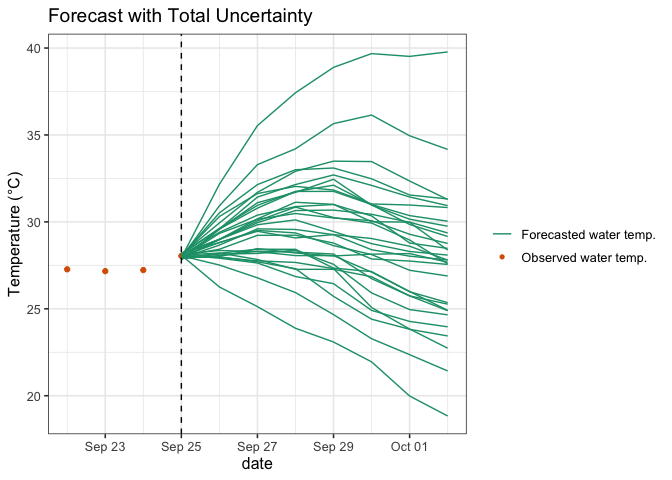 Forecast with Total Uncertainty
Temperature (°C)
40
35
30
25
20
Sep 23
Sep 25
Sep 27
Sep 29
Oct 01
date
Forecasted water temp.
Observed water temp.